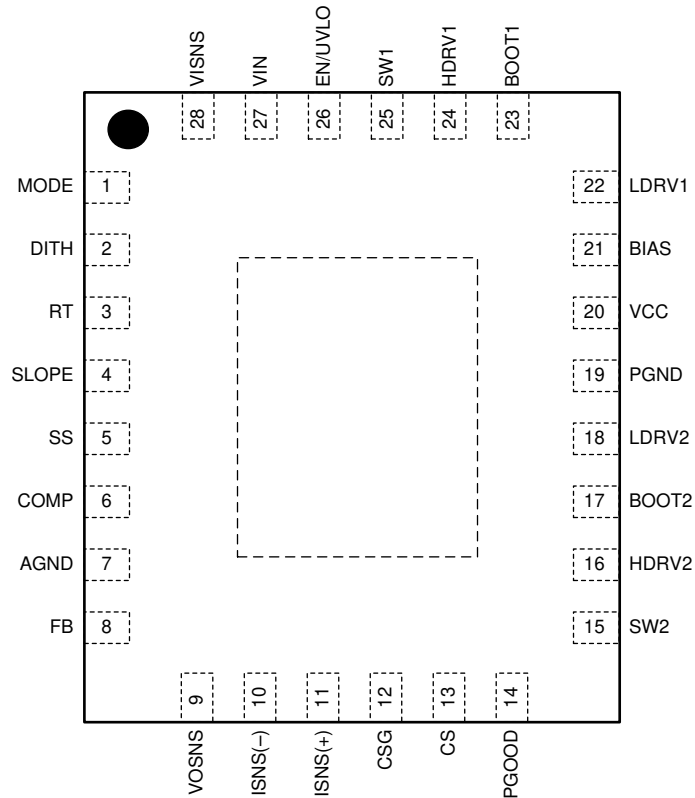 VISNS
VIN
EN/UVLO
SW1
HDRV1
BOOT1
28
27
26
25
24
23
MODE 1
22 LDRV1
DITH 2
21 BIAS
RT 3
20 VCC
SLOPE 4
19 PGND
SS 5
18 LDRV2
COMP 6
17 BOOT2
AGND 7
16 HDRV2
FB 8
15 SW2
9
10
11
12
13
14
VOSNS
ISNS(–)
ISNS(+)
CSG
CS
PGOOD